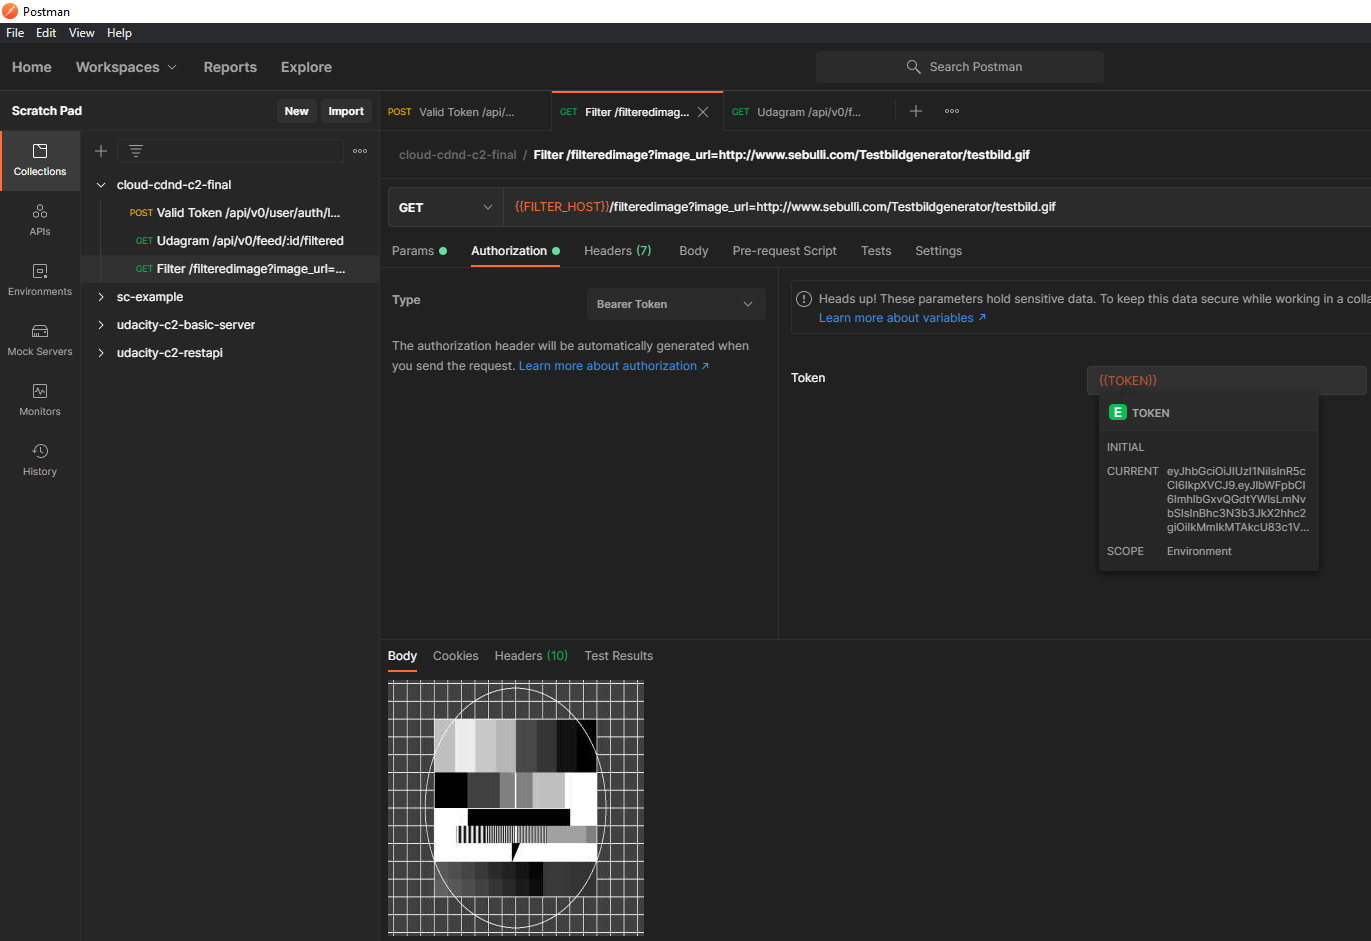 Postman
File Edit View Help
Home Workspaces Reports Explore Search Postman
Scratch Pad New Import
POST Valid Token /api/...
GET Filter /filteredimag...
GET Udagram /api/v0/f...
Collections
APIs
Environments
Mock Servers
Monitors
History
cloud-cdnd-c2-final
POST Valid Token /api/v0/user/auth/l...
GET Udagram /api/v0/feed/:id/filtered
GET Filter /filteredimage?image_url=...
sc-example
udacity-c2-basic-server
udacity-c2-restapi
cloud-cdnd-c2-final / Filter /filteredimage?image_url=http://www.sebulli.com/Testbildgenerator/testbild.gif
GET {{FILTER_HOST}}/filteredimage?image_url=http://www.sebulli.com/Testbildgenerator/testbild.gif
Params Authorization Headers (7) Body Pre-request Script Tests Settings
Type Bearer Token
The authorization header will be automatically generated when
you send the request. Learn more about authorization
Heads up! These parameters hold sensitive data. To keep this data secure while working in a colla
Learn more about variables
Token {{TOKEN}}
E TOKEN
INITIAL
CURRENT
SCOPE Environment
Body Cookies Headers (10) Test Results